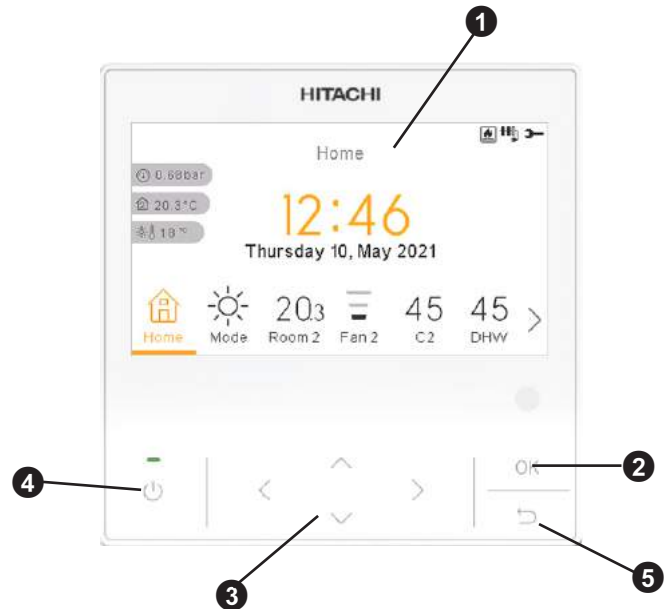 1
HITACHI
Home
0.68bar
20.3°C
18 °C
12:46
Thursday 10, May 2021
20.3 45 45
Home Mode Room 2 Fan 2 C2 DHW
OK
2
4
3
5